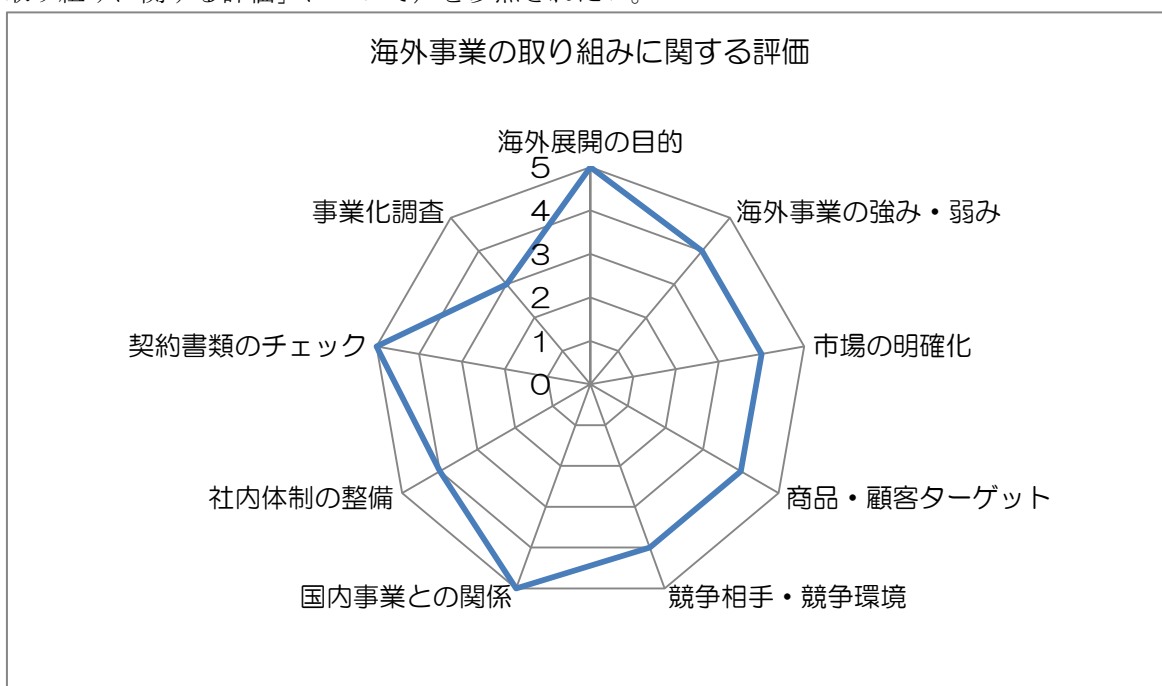 海外事業の取り組みに関する評価
海外展開の目的
海外事業の強み・弱み
市場の明確化
商品・顧客ターゲット
競争相手・競争環境
国内事業との関係
社内体制の整備
契約書類のチェック
事業化調査
5
4
3
2
1
0